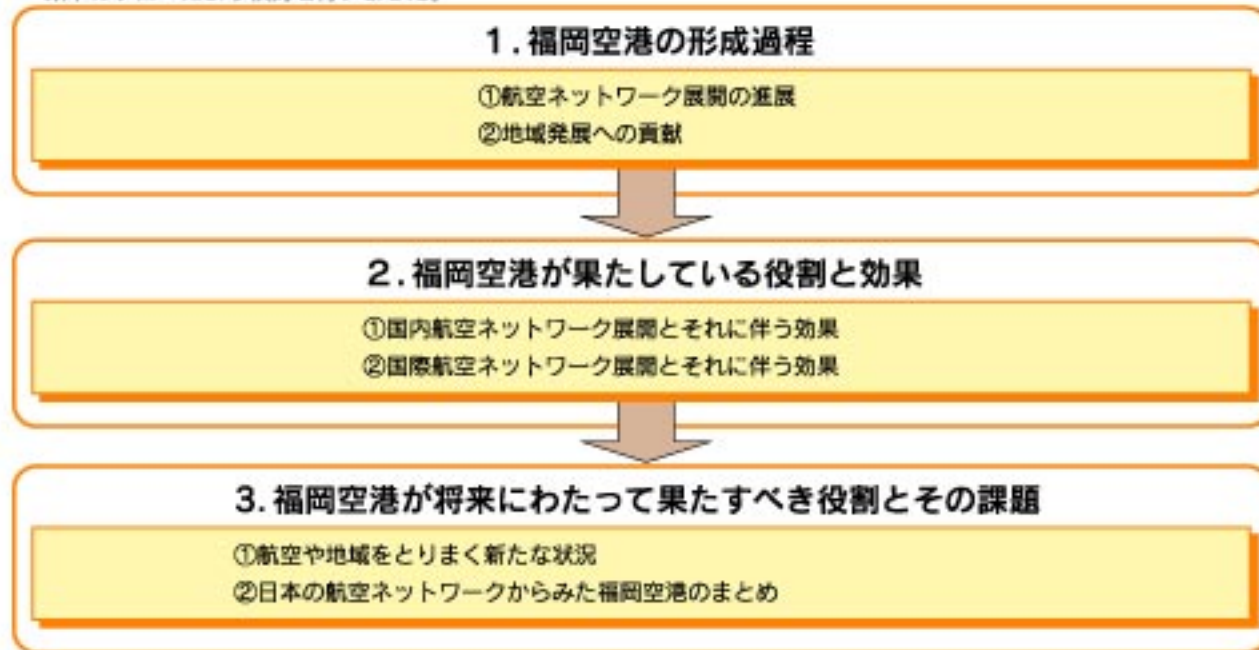 1.福岡空港の形成過程
①航空ネットワーク展開の進展
②地域発展への貢献
2.福岡空港が果たしている役割と効果
①国内航空ネットワーク展開とそれに伴う効果
②国際航空ネットワーク展開とそれに伴う効果
3.福岡空港が将来にわたって果たすべき役割とその課題
①航空や地域をとりまく新たな状況
②日本の航空ネットワークからみた福岡空港のまとめ